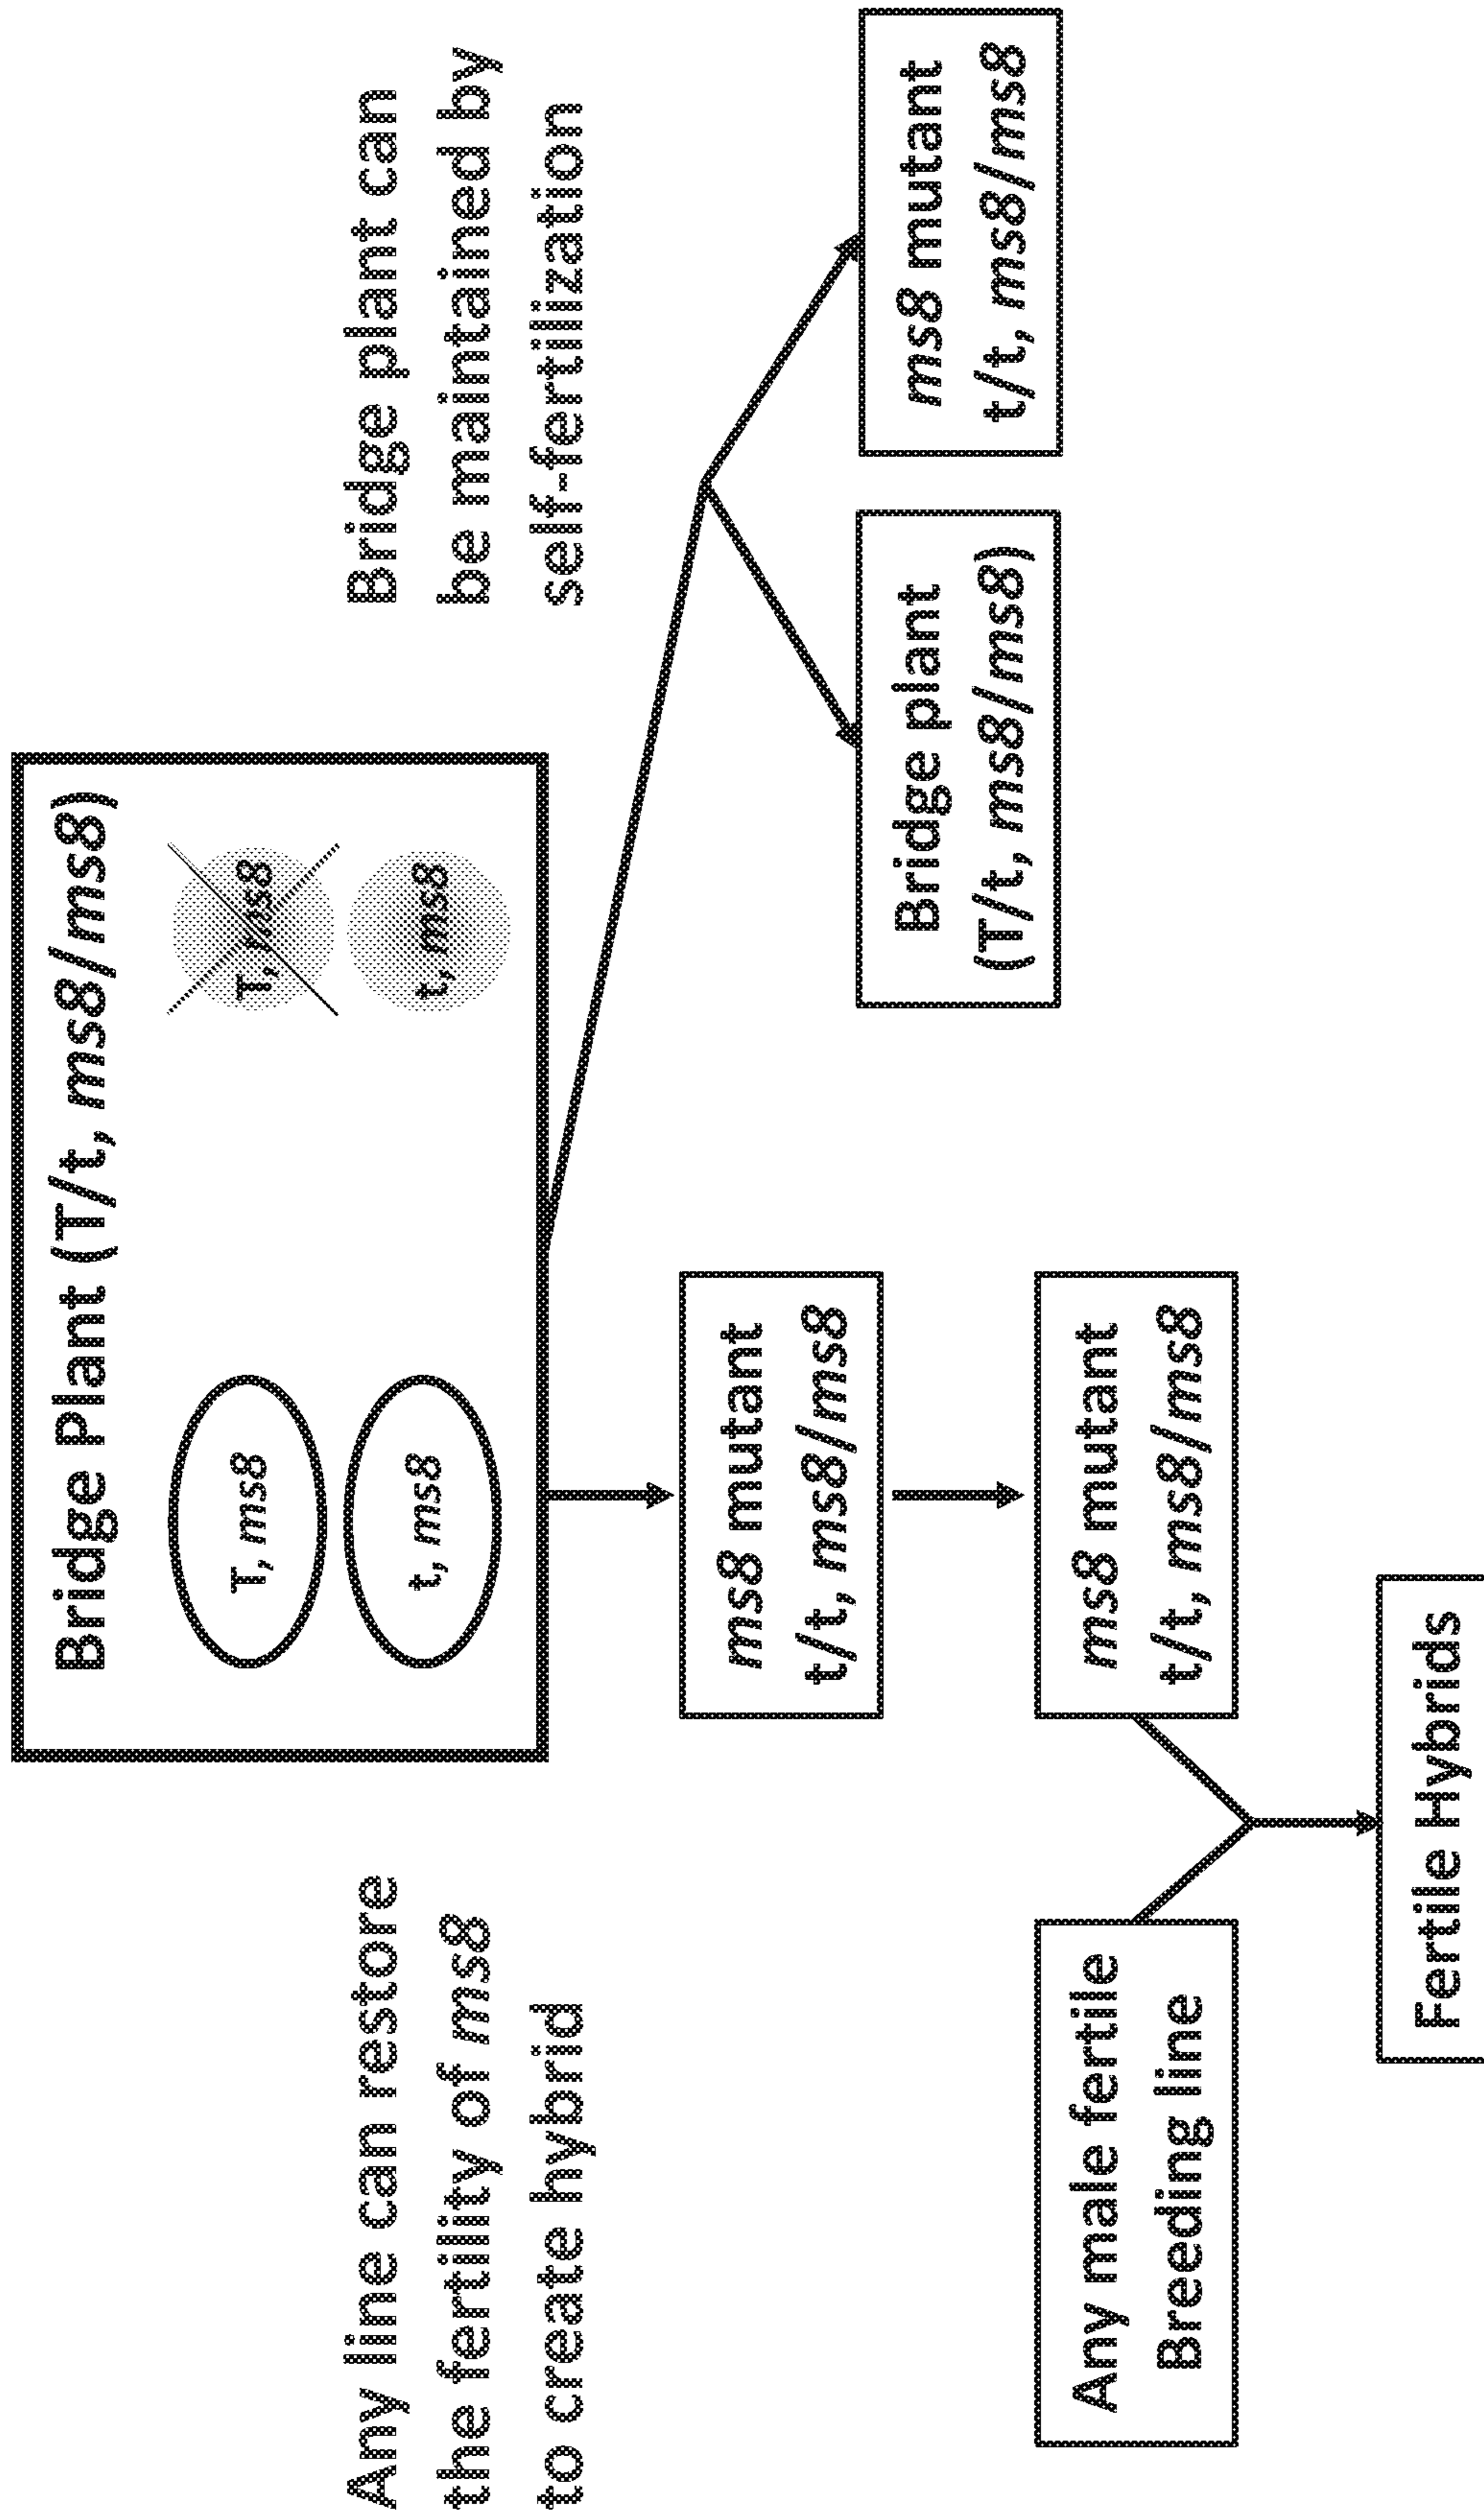 Bridge Plant (T/t, ms8/ms8)
T, ms8
T, ms8
t, ms8
t, ms8
Any line can restore
the fertility of ms8
to create hybrid
Bridge plant can
be maintained by
self-fertilization
ms8 mutant
t/t, ms8/ms8
Bridge plant
(T/t, ms8/ms8)
ms8 mutant
t/t, ms8/ms8
Any male fertile
Breeding line
ms8 mutant
t/t, ms8/ms8
Fertile Hybrids